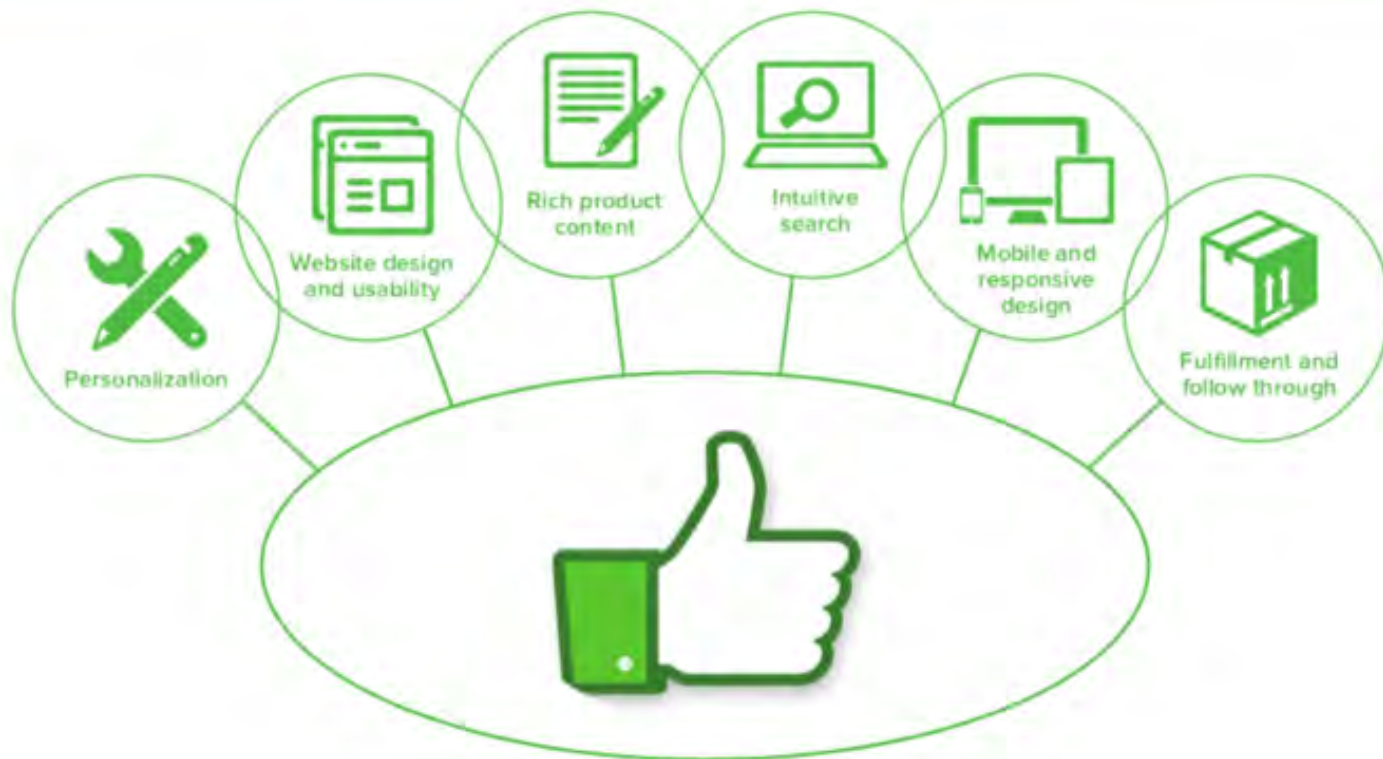 Personalization
Website design
and usability
Rich product
content
Intuitive
search
Mobile and
responsive
design
Fulfillment and
follow through